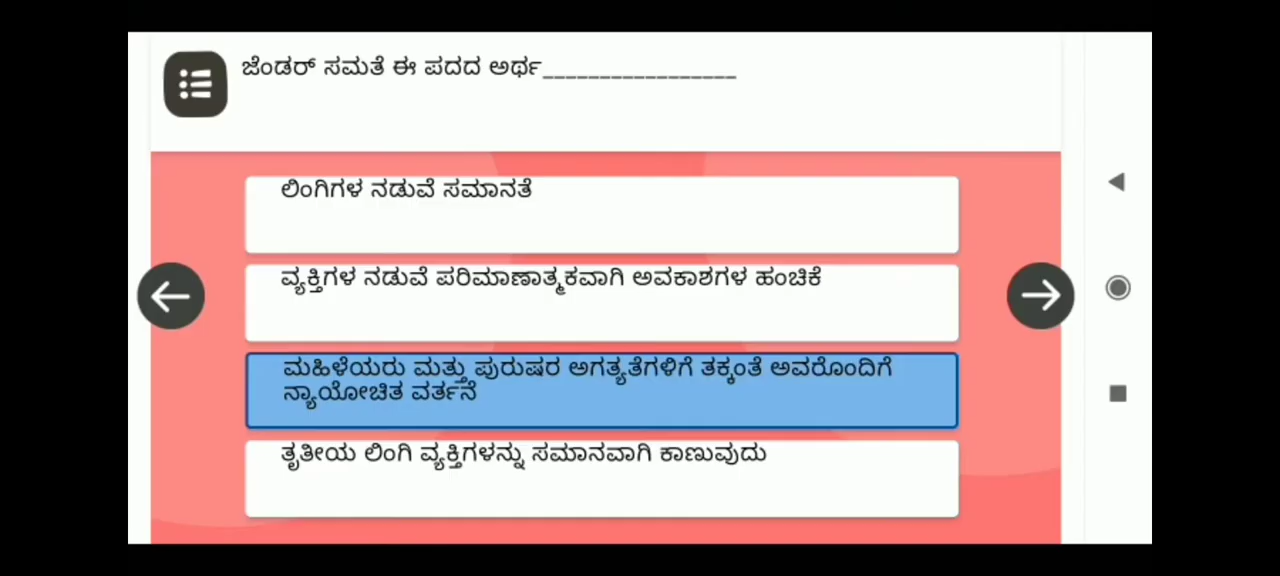 ಜೆಂಡರ್ ಸಮತೆ ಈ ಪದದ ಅರ್ಥ_________________
ಲಿಂಗಿಗಳ ನಡುವೆ ಸಮಾನತೆ
ವ್ಯಕ್ತಿಗಳ ನಡುವೆ ಪರಿಮಾಣಾತ್ಮಕವಾಗಿ ಅವಕಾಶಗಳ ಹಂಚಿಕೆ
ಮಹಿಳೆಯರು ಮತ್ತು ಪುರುಷರ ಅಗತ್ಯತೆಗಳಿಗೆ ತಕ್ಕಂತೆ ಅವರೊಂದಿಗೆ
ನ್ಯಾಯೋಚಿತ ವರ್ತನೆ
ತೃತೀಯ ಲಿಂಗಿ ವ್ಯಕ್ತಿಗಳನ್ನು ಸಮಾನವಾಗಿ ಕಾಣುವುದು